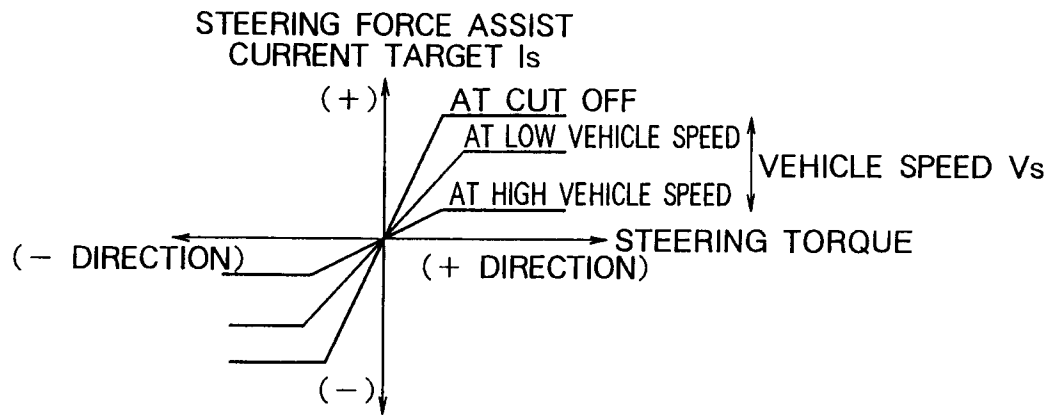 STEERING FORCE ASSIST
CURRENT TARGET Is
(+)
AT CUT OFF
AT LOW VEHICLE SPEED
VEHICLE SPEED Vs
AT HIGH VEHICLE SPEED
STEERING TORQUE
(- DIRECTION)
(+ DIRECTION)
(-)